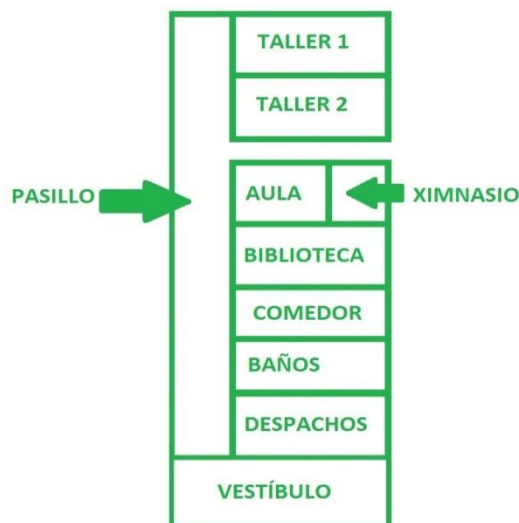 TALLER 1
TALLER 2
PASILLO
AULA
XIMNASIO
BIBLIOTECA
COMEDOR
BAÑOS
DESPACHOS
VESTÍBULO